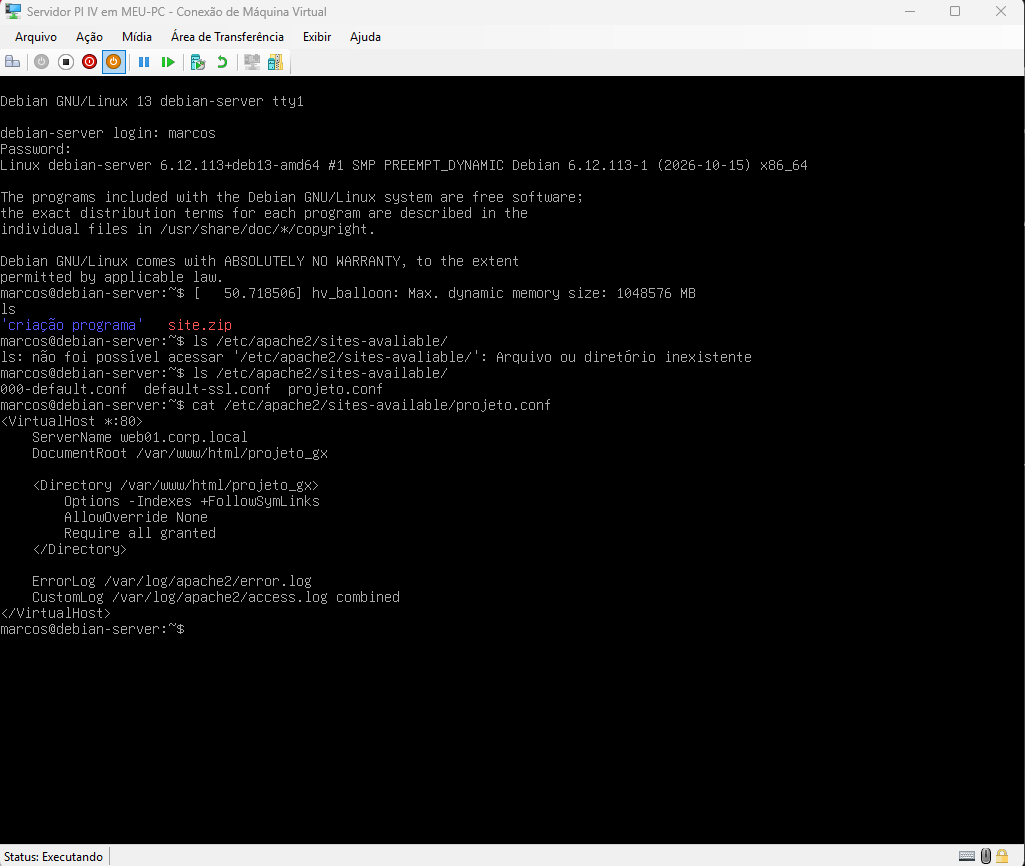 Servidor PI IV em MEU-PC - Conexão de Máquina Virtual
Arquivo Ação Mídia Área de Transferência Exibir Ajuda
Debian GNU/Linux 13 debian-server tty1
debian-server login: marcos
Password:
Linux debian-server 6.12.113+deb13-amd64 #1 SMP PREEMPT_DYNAMIC Debian 6.12.113-1 (2026-10-15) x86_64
The programs included with the Debian GNU/Linux system are free software;
the exact distribution terms for each program are described in the
individual files in /usr/share/doc/*/copyright.
Debian GNU/Linux comes with ABSOLUTELY NO WARRANTY, to the extent
permitted by applicable law.
marcos@debian-server:~$ [   50.718506] hv_balloon: Max. dynamic memory size: 1048576 MB
ls
'criação programa'   site.zip
marcos@debian-server:~$ ls /etc/apache2/sites-avaliable/
ls: não foi possível acessar '/etc/apache2/sites-avaliable/': Arquivo ou diretório inexistente
marcos@debian-server:~$ ls /etc/apache2/sites-available/
000-default.conf  default-ssl.conf  projeto.conf
marcos@debian-server:~$ cat /etc/apache2/sites-available/projeto.conf
<VirtualHost *:80>
    ServerName web01.corp.local
    DocumentRoot /var/www/html/projeto_gx
    <Directory /var/www/html/projeto_gx>
        Options -Indexes +FollowSymLinks
        AllowOverride None
        Require all granted
    </Directory>
    ErrorLog /var/log/apache2/error.log
    CustomLog /var/log/apache2/access.log combined
</VirtualHost>
marcos@debian-server:~$
Status: Executando